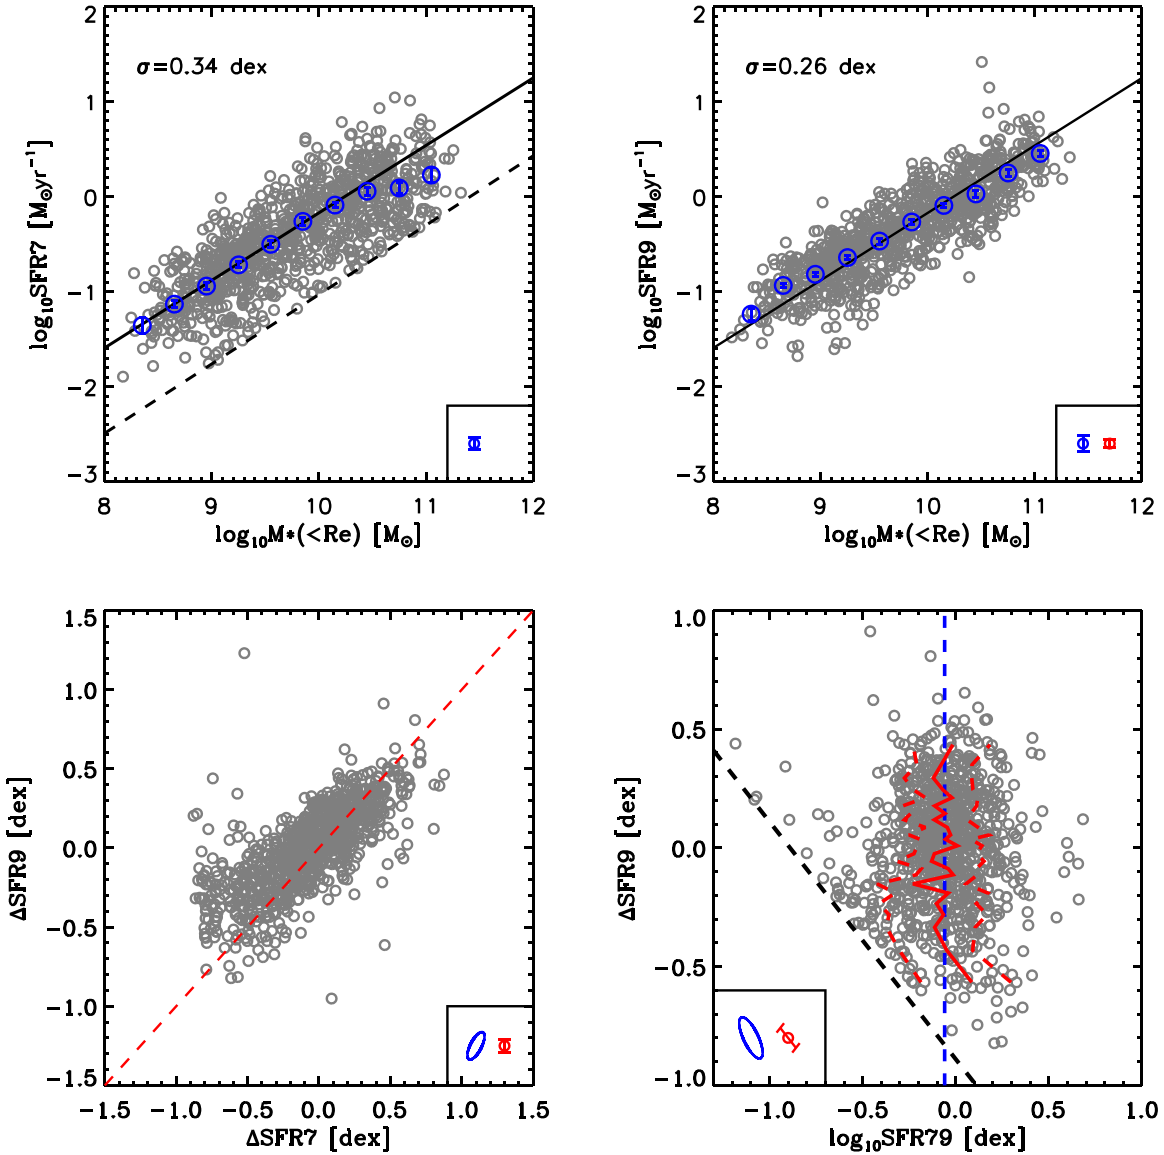 σ=0.34 dex
log₁₀SFR7 [M⊙yr⁻¹]
2
1
0
−1
−2
−3
8 9 10 11 12
log₁₀M*(<Re) [M⊙]
σ=0.26 dex
log₁₀SFR9 [M⊙yr⁻¹]
2
1
0
−1
−2
−3
8 9 10 11 12
log₁₀M*(<Re) [M⊙]
ΔSFR9 [dex]
1.5
1.0
0.5
0.0
−0.5
−1.0
−1.5
−1.5 −1.0 −0.5 0.0 0.5 1.0 1.5
ΔSFR7 [dex]
ΔSFR9 [dex]
1.0
0.5
0.0
−0.5
−1.0
−1.0 −0.5 0.0 0.5 1.0
log₁₀SFR79 [dex]